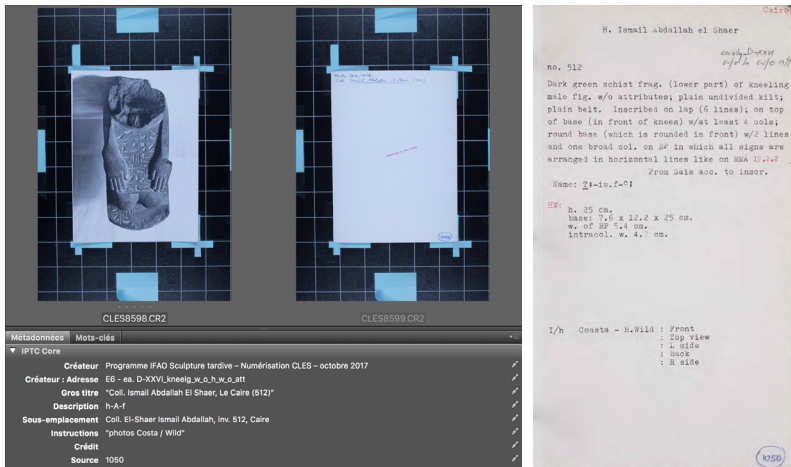 CLES8598.CR2
CLES8599.CR2
Métadonnées Mots-clés
IPTC Core
Créateur Programme IFAO Sculpture tardive – Numérisation CLES – octobre 2017
Créateur : Adresse E6 - ea. D-XXVI_kneelg_w_o_h_w_o_att
Gros titre "Coll. Ismail Abdallah El Shaer, Le Caire (512)"
Description h-A-f
Sous-emplacement Coll. El-Shaer Ismail Abdallah, inv. 512, Caire
Instructions "photos Costa / Wild"
Crédit
Source 1050
1050
Cairo
H. Ismail Abdallah el Shaer
D-XXVI
w/o h w/o
no. 512
Dark green schist frag. (lower part) of kneeling
male fig. w/o attributes; plain undivided kilt;
plain belt. Inscribed on lap (6 lines); on top
of base (in front of knees) w/at least 4 cols;
round base (which is rounded in front) w/2 lines
and one broad col. on BP in which all signs are
arranged in horizontal lines like on MMA 19.2.2
From Sais acc. to inscr.
Name:
HW: h. 25 cm.
base: 7.6 x 12.2 x 25 cm.
w. of BP 5.4 cm.
intracol. w. cm.
I/h Coasta - H.Wild : Front
: Top view
: L side
: Back
: R side
1050